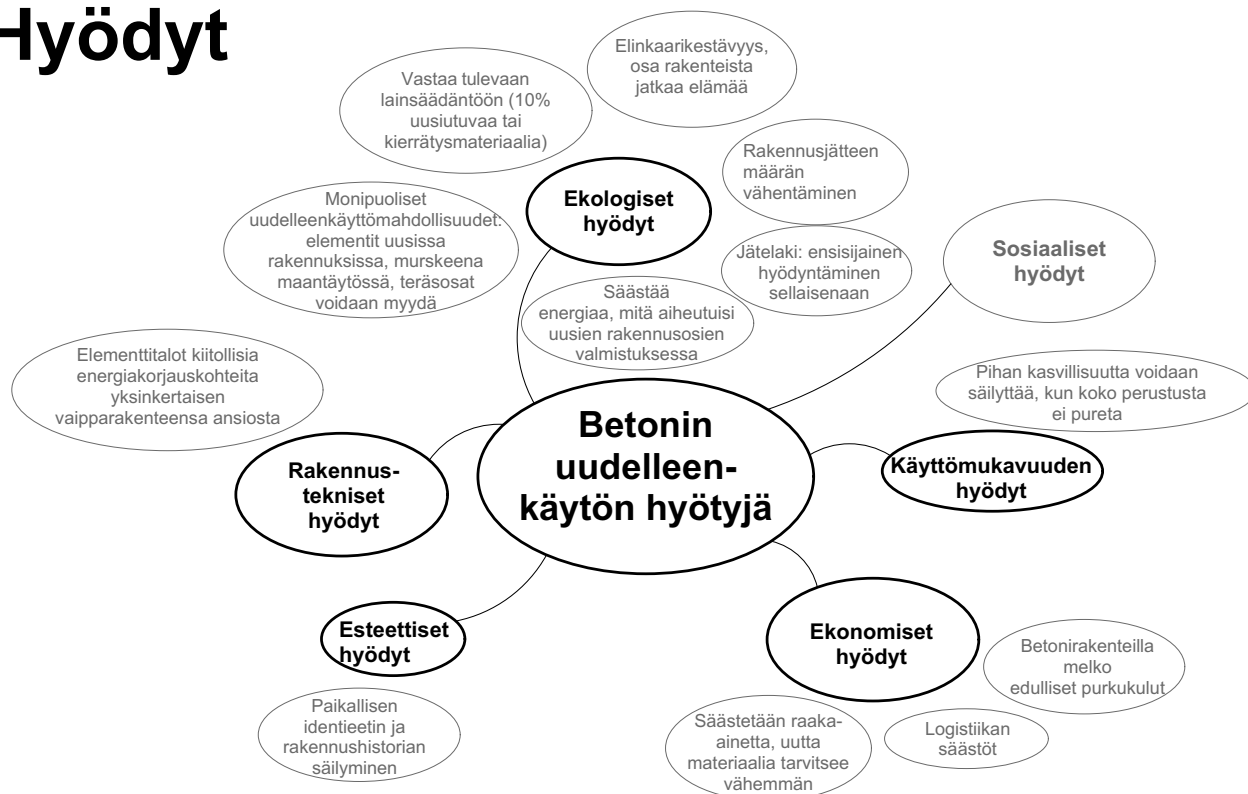 Hyödyt
Elinkaarikestävyys,
osa rakenteista
jatkaa elämää
Vastaa tulevaan
lainsäädäntöön (10%
uusiutuvaa tai
kierrätysmateriaalia)
Rakennusjätteen
määrän
vähentäminen
Ekologiset
hyödyt
Monipuoliset
uudelleenkäyttömahdollisuudet:
elementit uusissa
rakennuksissa, murskeena
maantäytössä, teräsosat
voidaan myydä
Jätelaki: ensisijainen
hyödyntäminen
sellaisenaan
Sosiaaliset
hyödyt
Säästää
energiaa, mitä aiheutuisi
uusien rakennusosien
valmistuksessa
Elementtitalot kiitollisia
energiakorjauskohteita
yksinkertaisen
vaipparakenteensa ansiosta
Pihan kasvillisuutta voidaan
säilyttää, kun koko perustusta
ei pureta
Betonin
uudelleen-
käytön hyötyjä
Rakennus-
tekniset
hyödyt
Käyttömukavuuden
hyödyt
Esteettiset
hyödyt
Ekonomiset
hyödyt
Betonirakenteilla
melko
edulliset purkukulut
Paikallisen
identieetin ja
rakennushistorian
säilyminen
Säästetään raaka-
ainetta, uutta
materiaalia tarvitsee
vähemmän
Logistiikan
säästöt